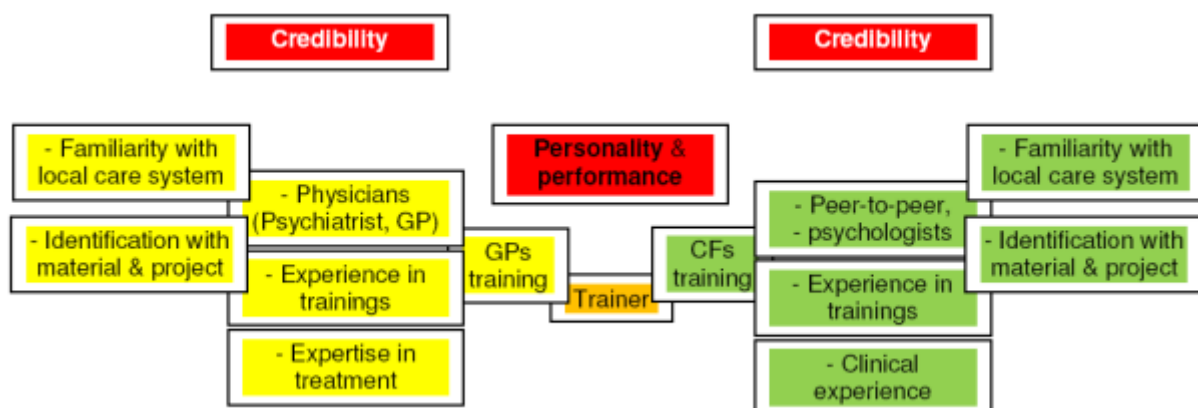 Credibility
Credibility
- Familiarity with
local care system
- Identification with
material & project
- Physicians
(Psychiatrist, GP)
- Experience in
trainings
- Expertise in
treatment
GPs
training
Personality &
performance
Trainer
CFs
training
- Peer-to-peer,
- psychologists
- Experience in
trainings
- Clinical
experience
- Familiarity with
local care system
- Identification with
material & project